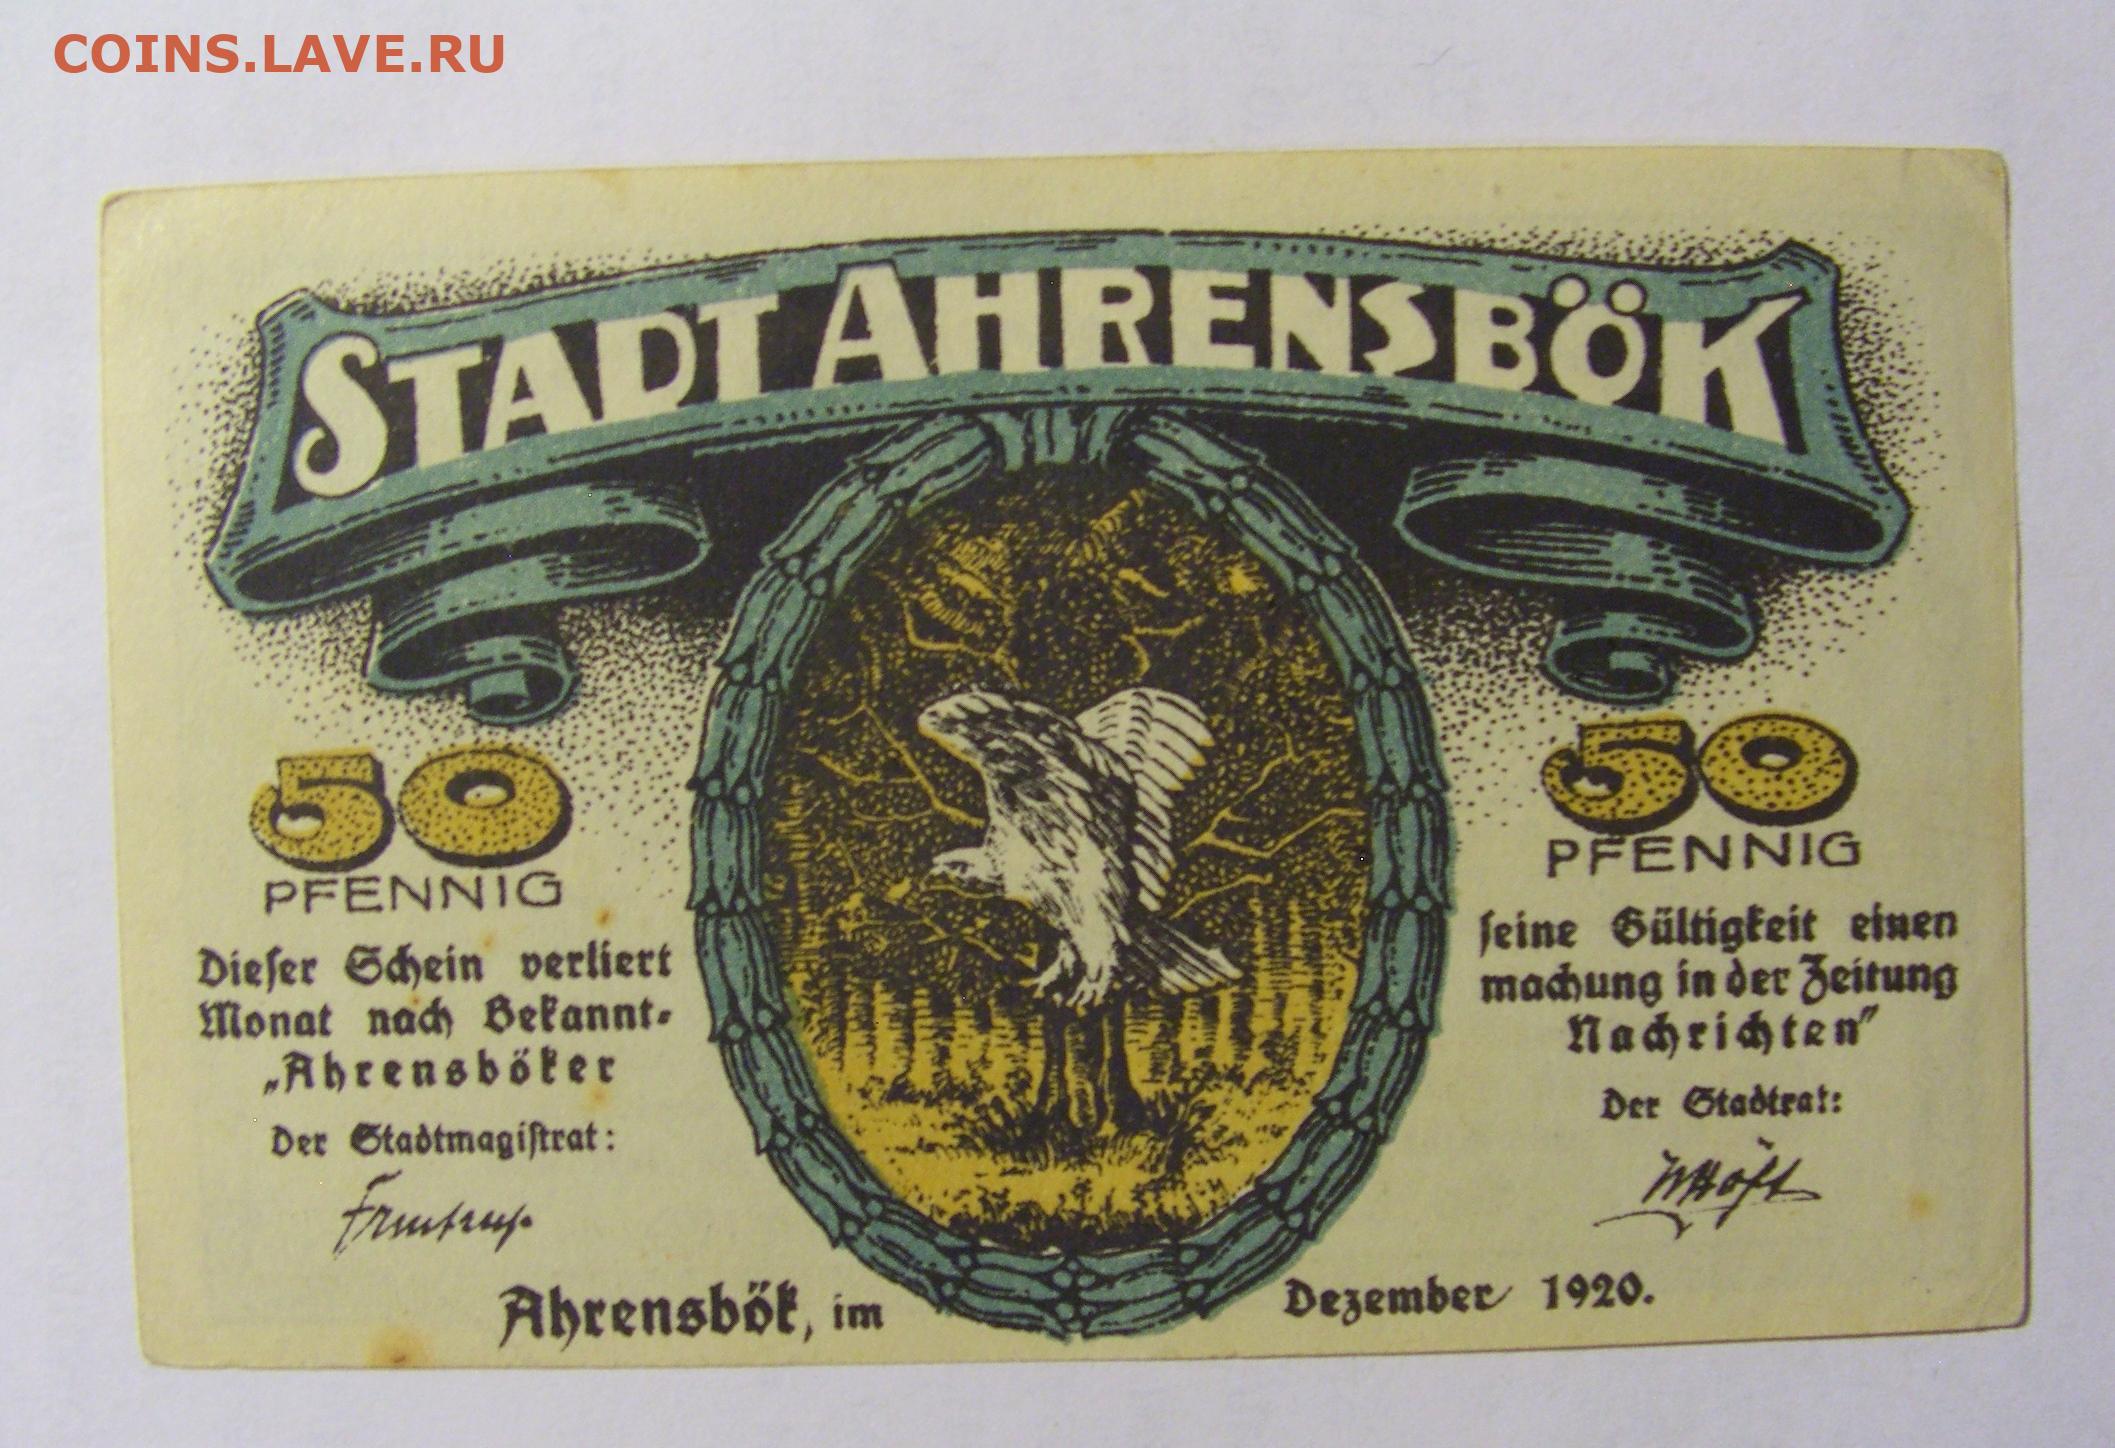 COINS.LAVE.RU
STADT AHRENSBÖK
50
PFENNIG
50
PFENNIG
Dieser Schein verliert seine Gültigkeit einen
Monat nach Bekannt- machung in der Zeitung
„Ahrensböker Nachrichten"
Der Stadtmagistrat:
Der Stadtrat:
Ahrensbök, im Dezember 1920.